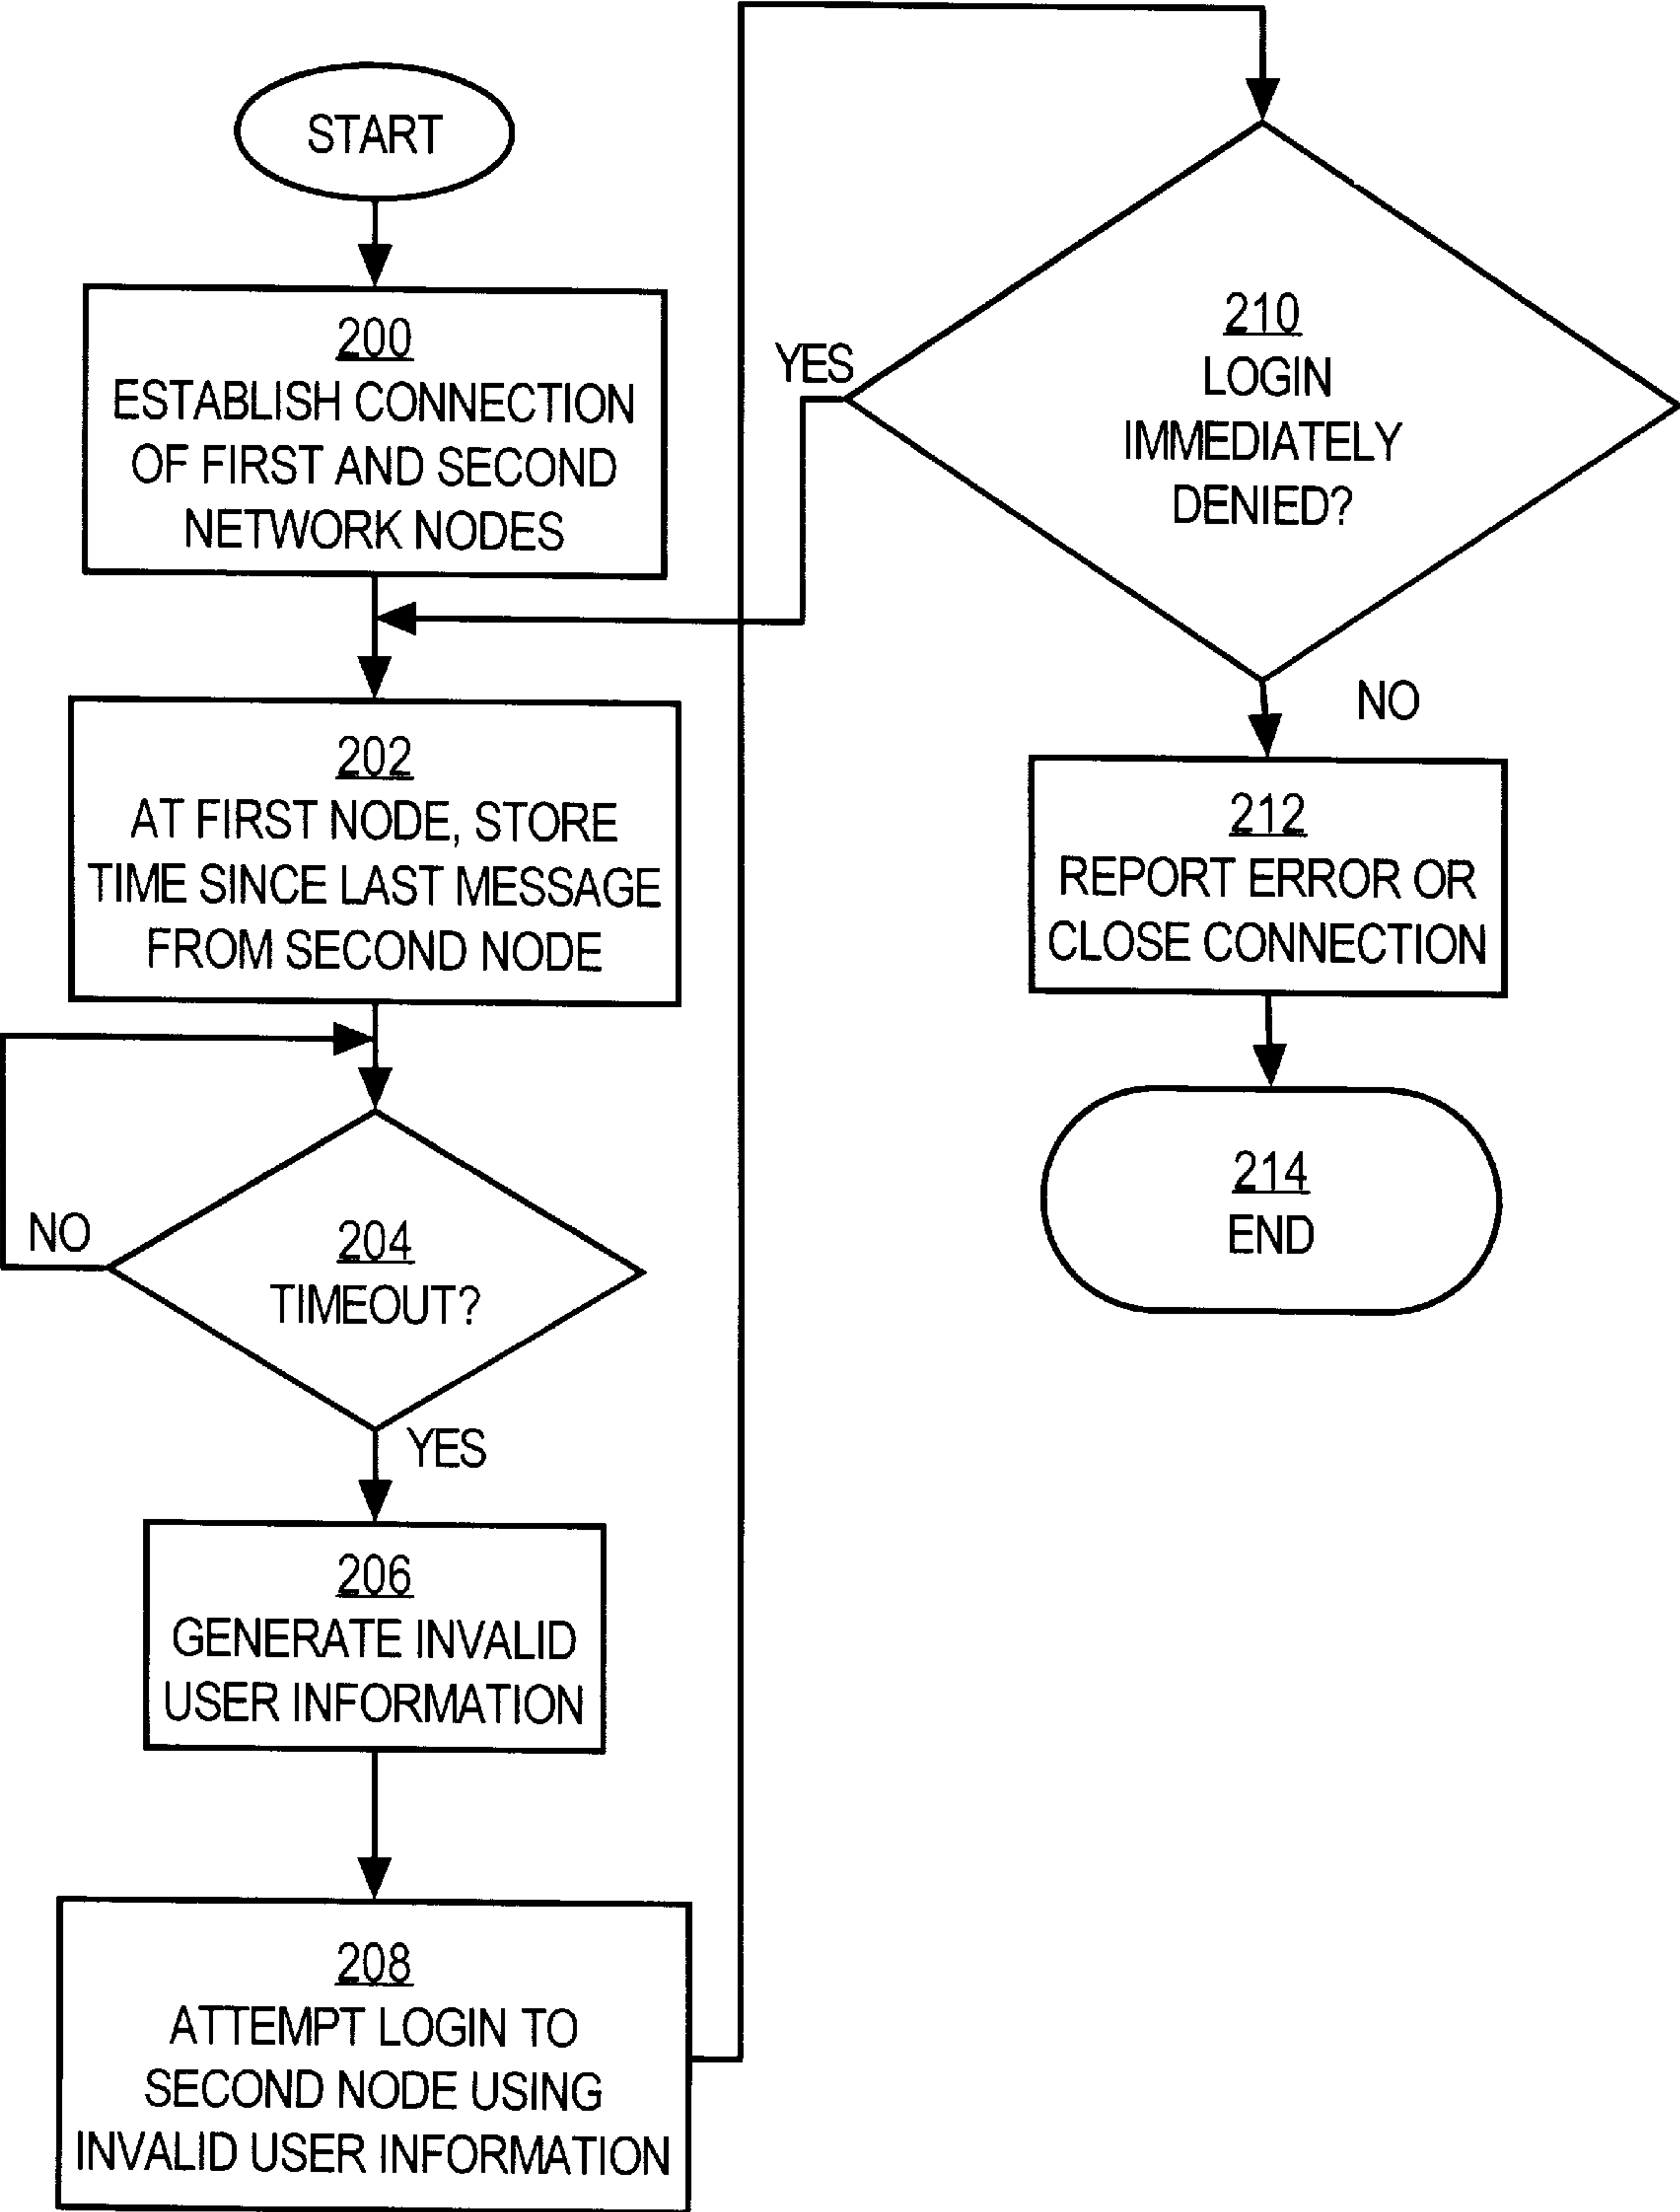 START
200
ESTABLISH CONNECTION
OF FIRST AND SECOND
NETWORK NODES
202
AT FIRST NODE, STORE
TIME SINCE LAST MESSAGE
FROM SECOND NODE
NO
204
TIMEOUT?
YES
206
GENERATE INVALID
USER INFORMATION
208
ATTEMPT LOGIN TO
SECOND NODE USING
INVALID USER INFORMATION
210
LOGIN
IMMEDIATELY
DENIED?
YES
NO
212
REPORT ERROR OR
CLOSE CONNECTION
214
END